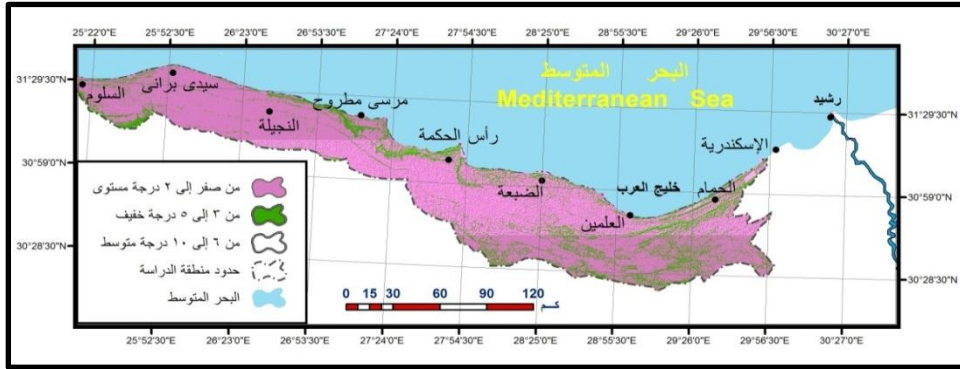 25°22'0"E 25°52'30"E 26°23'0"E 26°53'30"E 27°24'0"E 27°54'30"E 28°25'0"E 28°55'30"E 29°26'0"E 29°56'30"E 30°27'0"E
31°29'30"N
30°59'0"N
30°28'30"N
31°29'30"N
30°59'0"N
30°28'30"N
البحر المتوسط
Mediterranean Sea
السلوم
سيدى برانى
النجيلة
مرسى مطروح
رأس الحكمة
الضبعة
العلمين
خليج العرب
الحمام
الإسكندرية
رشيد
من صفر إلى ٢ درجة مستوى
من ٣ إلى ٥ درجة خفيف
من ٦ إلى ١٠ درجة متوسط
حدود منطقة الدراسة
البحر المتوسط
0 15 30 60 90 120 كم
25°52'30"E 26°23'0"E 26°53'30"E 27°24'0"E 27°54'30"E 28°25'0"E 28°55'30"E 29°26'0"E 29°56'30"E 30°27'0"E